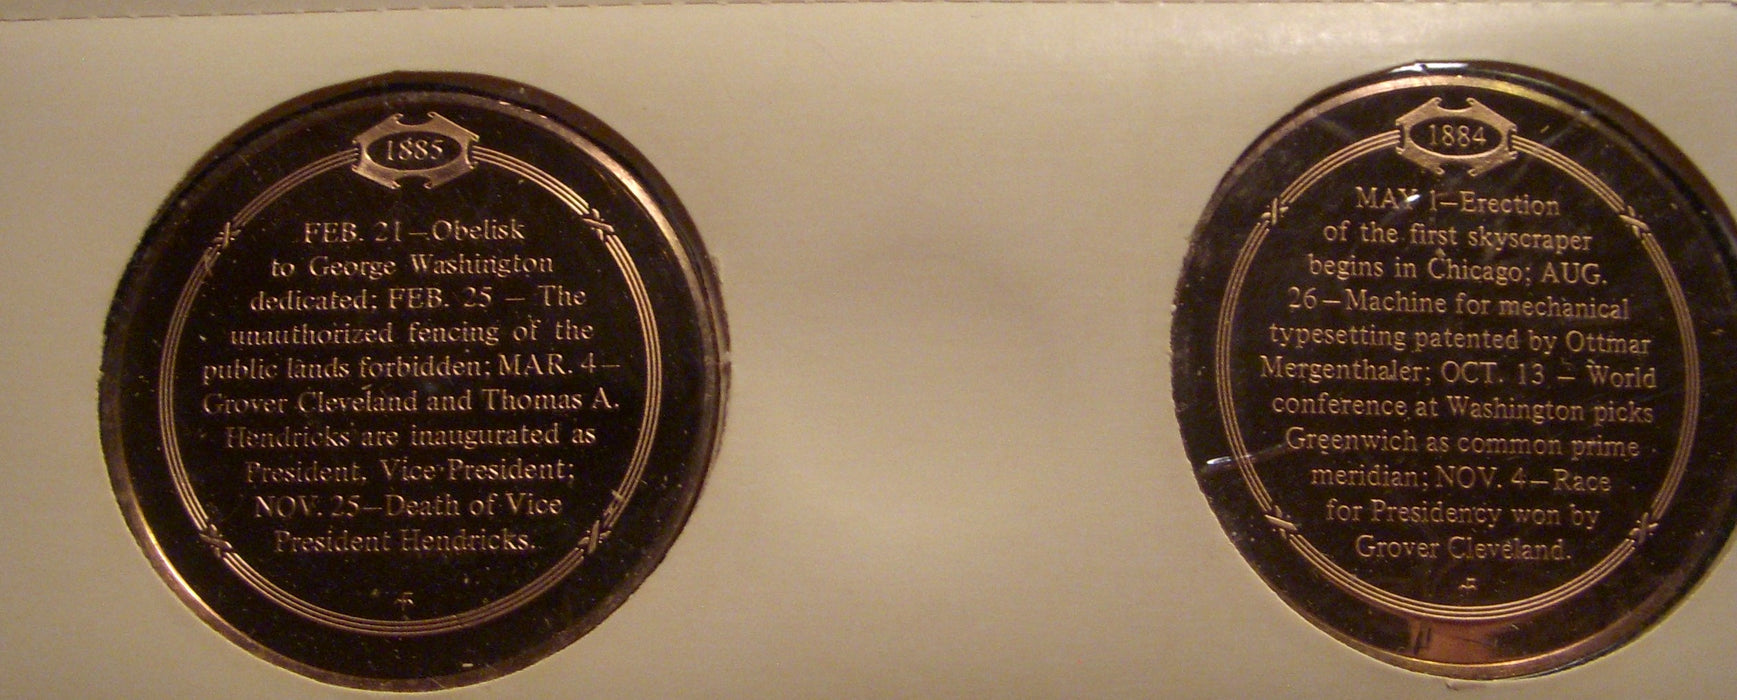 1885
FEB. 21—Obelisk
to George Washington
dedicated; FEB. 25 — The
unauthorized fencing of the
public lands forbidden; MAR. 4—
Grover Cleveland and Thomas A.
Hendricks are inaugurated as
President, Vice President;
NOV. 25—Death of Vice
President Hendricks.
1884
MAY 1—Erection
of the first skyscraper
begins in Chicago; AUG.
26—Machine for mechanical
typesetting patented by Ottmar
Mergenthaler; OCT. 13 — World
conference at Washington picks
Greenwich as common prime
meridian; NOV. 4—Race
for Presidency won by
Grover Cleveland.